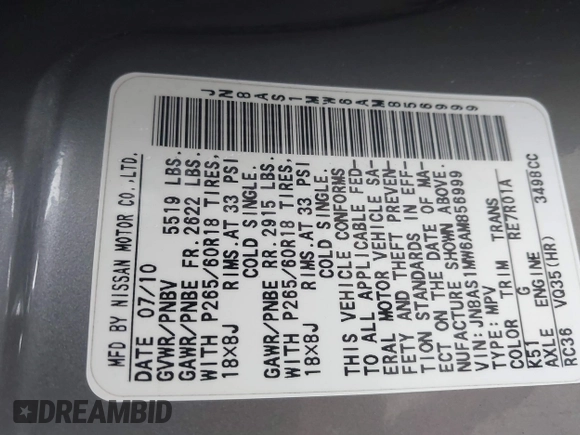 JN8AS1MW6AM856999
MFD BY NISSAN MOTOR CO.,LTD.
DATE 07/10
GVWR/PNBV 5519 LBS.
GAWR/PNBE FR. 2622 LBS.
WITH P265/60R18 TIRES,
18X8J RIMS.AT 33 PSI
COLD SINGLE.
GAWR/PNBE RR. 2915 LBS.
WITH P265/60R18 TIRES,
18X8J RIMS.AT 33 PSI
COLD SINGLE.
THIS VEHICLE CONFORMS
TO ALL APPLICABLE FED-
ERAL MOTOR VEHICLE SA-
FETY AND THEFT PREVEN-
TION STANDARDS IN EFF-
ECT ON THE DATE OF MA-
NUFACTURE SHOWN ABOVE.
VIN:JN8AS1MW6AM856999
TYPE:MPV
COLOR TRIM TRANS
K51 G RE7R01A
AXLE ENGINE
RC36 VQ35(HR) 3498CC
DREAMBID